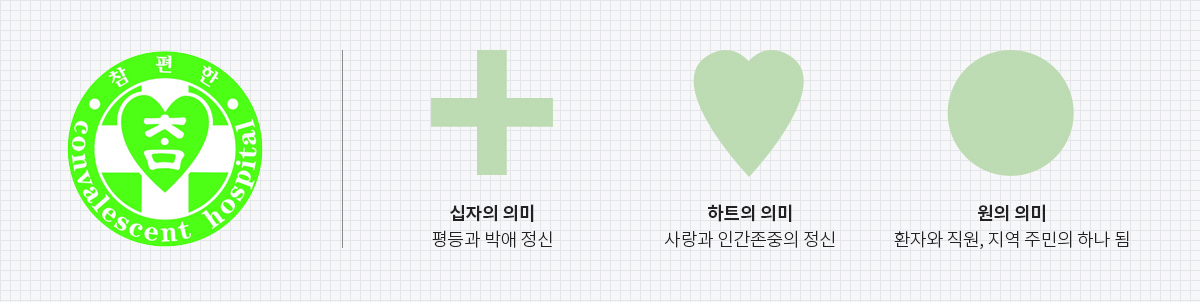 참 편 한
참
convalescent hospital
십자의 의미
평등과 박애 정신
하트의 의미
사랑과 인간존중의 정신
원의 의미
환자와 직원, 지역 주민의 하나 됨